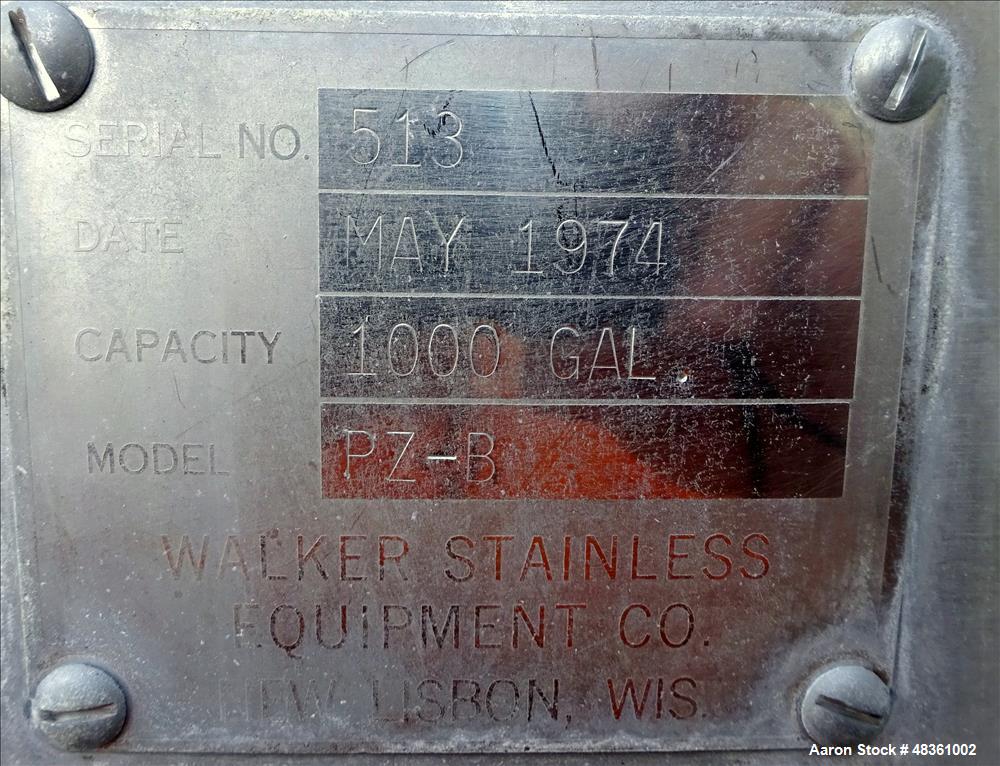 SERIAL NO. 513
DATE MAY 1974
CAPACITY 1000 GAL.
MODEL PZ-B
WALKER STAINLESS
EQUIPMENT CO.
NEW LISBON, WIS.
Aaron Stock # 48361002